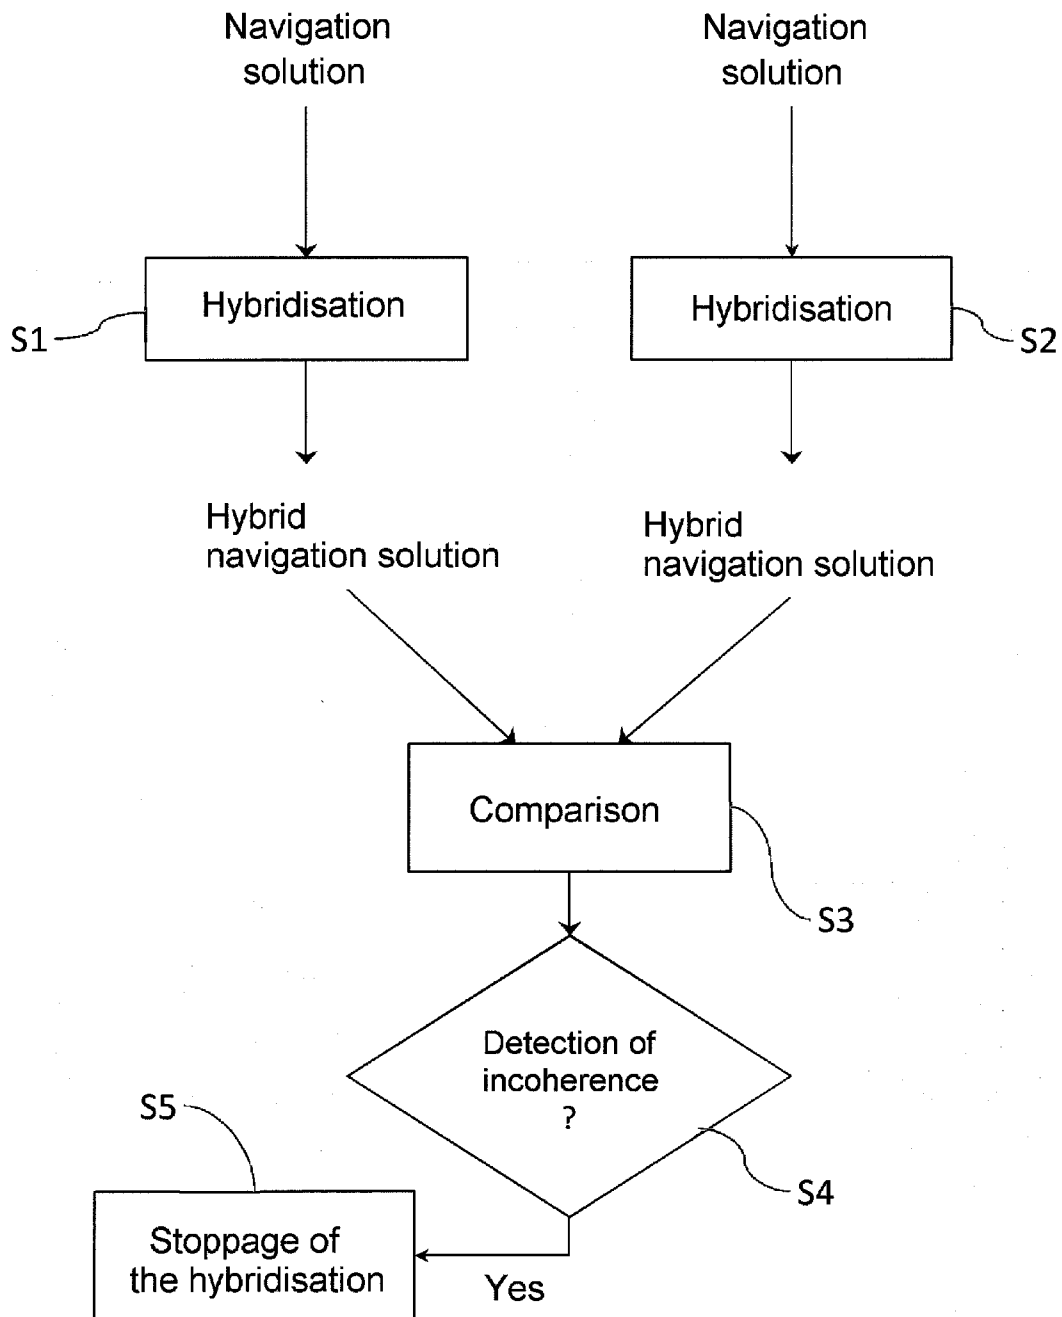 Navigation
solution
Navigation
solution
Hybridisation
Hybridisation
S1
S2
Hybrid
navigation solution
Hybrid
navigation solution
Comparison
S3
Detection of
incoherence
?
S5
S4
Stoppage of
the hybridisation
Yes